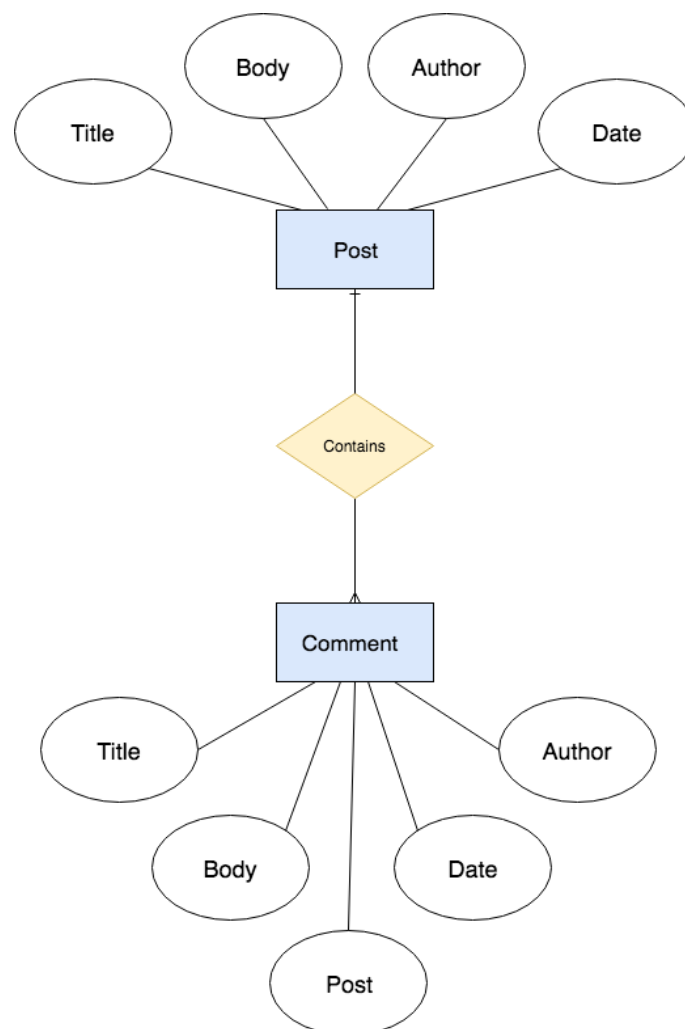 Body
Author
Title
Date
Post
Contains
Comment
Title
Author
Body
Date
Post